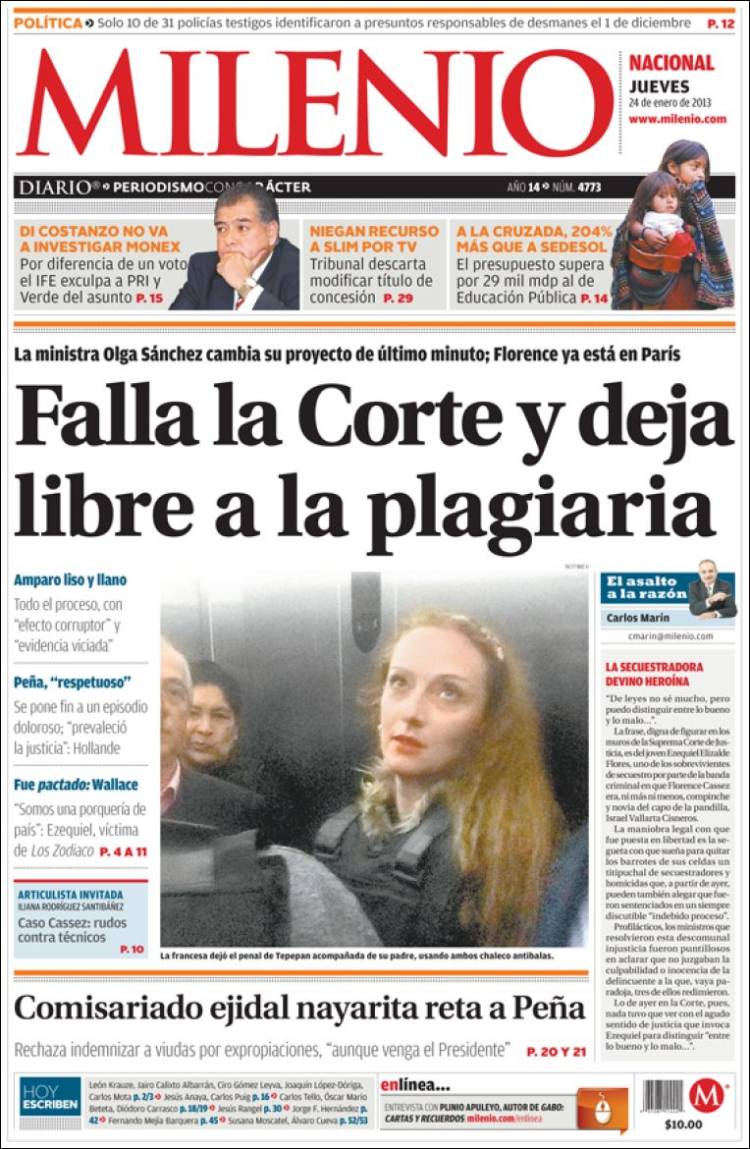 POLÍTICA Solo 10 de 31 policías testigos identificaron a presuntos responsables de desmanes el 1 de diciembre P. 12
MILENIO
NACIONAL
JUEVES
24 de enero de 2013
www.milenio.com
DIARIO® PERIODISMO CON CARÁCTER
AÑO 14 NÚM. 4773
DI COSTANZO NO VA
A INVESTIGAR MONEX
Por diferencia de un voto
el IFE exculpa a PRI y
Verde del asunto P. 15
NIEGAN RECURSO
A SLIM POR TV
Tribunal descarta
modificar título de
concesión P. 29
A LA CRUZADA, 204%
MÁS QUE A SEDESOL
El presupuesto supera
por 29 mil mdp al de
Educación Pública P. 14
La ministra Olga Sánchez cambia su proyecto de último minuto; Florence ya está en París
Falla la Corte y deja
libre a la plagiaria
Amparo liso y llano
Todo el proceso, con
“efecto corruptor” y
“evidencia viciada”
Peña, “respetuoso”
Se pone fin a un episodio
doloroso; “prevaleció
la justicia”: Hollande
Fue pactado: Wallace
“Somos una porquería de
país”: Ezequiel, víctima
de Los Zodiaco P. 4 A 11
ARTICULISTA INVITADA
ILIANA RODRÍGUEZ SANTIBÁÑEZ
Caso Cassez: rudos
contra técnicos
P. 10
NOTIMEX
La francesa dejó el penal de Tepepan acompañada de su padre, usando ambos chaleco antibalas.
El asalto
a la razón
Carlos Marín
cmarin@milenio.com
LA SECUESTRADORA
DEVINO HEROÍNA
“De leyes no sé mucho, pero
puedo distinguir entre lo bueno
y lo malo...”.
La frase, digna de figurar en los
muros de la Suprema Corte de Jus-
ticia, es del joven Ezequiel Elizalde
Flores, uno de los sobrevivientes
de secuestro por parte de la banda
criminal en que Florence Cassez
era, ni más ni menos, compinche
y novia del capo de la pandilla,
Israel Vallarta Cisneros.
La maniobra legal con que
fue puesta en libertad es la se-
gueta con que sueña para quitar
los barrotes de sus celdas un
titipuchal de secuestradores y
homicidas que, a partir de ayer,
pueden también alegar que fue-
ron sentenciados en un siempre
discutible “indebido proceso”.
Profilácticos, los ministros que
resolvieron esta descomunal
injusticia fueron puntillosos
en aclarar que no juzgaban la
culpabilidad o inocencia de la
delincuente a la que, vaya pa-
radoja, tres de ellos redimieron.
Lo de ayer en la Corte, pues,
nada tuvo que ver con el agudo
sentido de justicia que invoca
Ezequiel para distinguir “entre
lo bueno y lo malo...”.
Comisariado ejidal nayarita reta a Peña
Rechaza indemnizar a viudas por expropiaciones, “aunque venga el Presidente” P. 20 Y 21
HOY
ESCRIBEN
León Krauze, Jairo Calixto Albarrán, Ciro Gómez Leyva, Joaquín López-Dóriga,
Carlos Mota p. 2/3 Jesús Anaya, Carlos Puig p. 16 Carlos Tello, Óscar Mario
Beteta, Diódoro Carrasco p. 18/19 Jesús Rangel p. 30 Jorge F. Hernández p.
42 Fernando Mejía Barquera p. 45 Susana Moscatel, Álvaro Cueva p. 52/53
enlínea...
ENTREVISTA CON PLINIO APULEYO, AUTOR DE GABO:
CARTAS Y RECUERDOS milenio.com/enlinea
M
$10.00